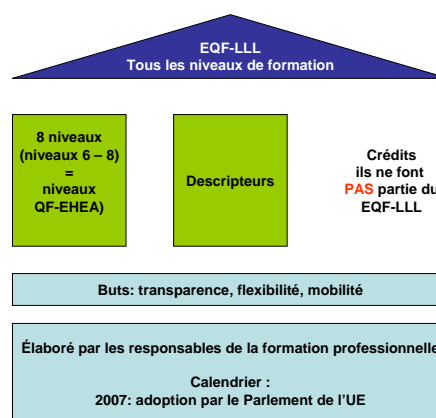 EQF-LLL
Tous les niveaux de formation
8 niveaux
(niveaux 6 – 8)
=
niveaux
QF-EHEA)
Descripteurs
Crédits
ils ne font
PAS partie du
EQF-LLL
Buts: transparence, flexibilité, mobilité
Élaboré par les responsables de la formation professionnelle
Calendrier :
2007: adoption par le Parlement de l'UE